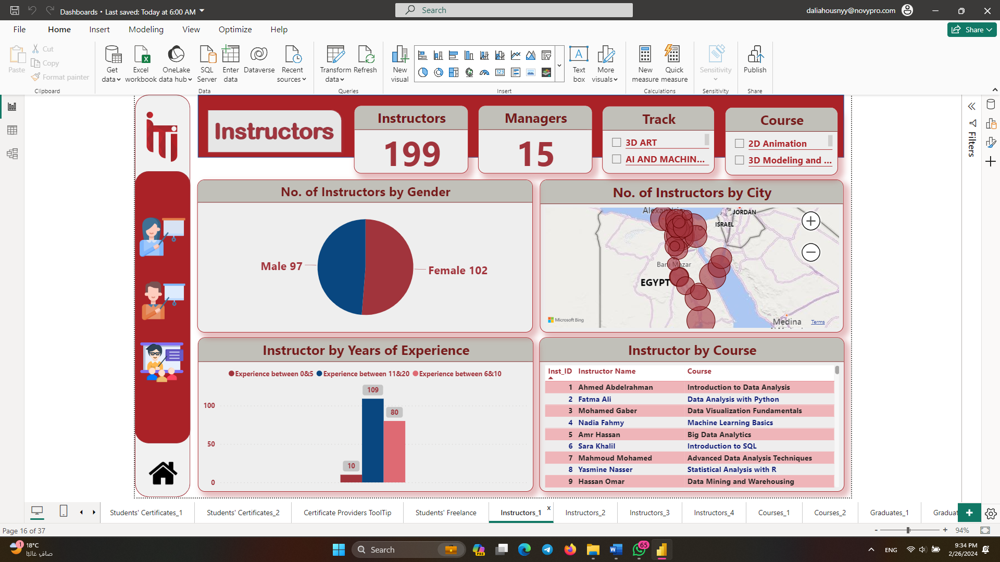 Dashboards • Last saved: Today at 6:00 AM
Search
daliahousnyy@novypro.com
File
Home
Insert
Modeling
View
Optimize
Help
Share
Paste
Cut
Copy
Format painter
Clipboard
Get data
Excel workbook
OneLake data hub
SQL Server
Enter data
Dataverse
Recent sources
Data
Transform data
Refresh
Queries
New visual
Text box
More visuals
Insert
New measure
Quick measure
Calculations
Sensitivity
Sensitivity
Publish
Share
iTi
Instructors
Instructors
199
Managers
15
Track
3D ART
AI AND MACHIN...
Course
2D Animation
3D Modeling and ...
Filters
No. of Instructors by Gender
Male 97
Female 102
No. of Instructors by City
JORDAN
ISRAEL
Bani Mazar
EGYPT
Medina
Microsoft Bing
Terms
Instructor by Years of Experience
Experience between 0&5
Experience between 11&20
Experience between 6&10
100
50
0
10
109
80
Instructor by Course
Inst_ID Instructor Name Course
1 Ahmed Abdelrahman Introduction to Data Analysis
2 Fatma Ali Data Analysis with Python
3 Mohamed Gaber Data Visualization Fundamentals
4 Nadia Fahmy Machine Learning Basics
5 Amr Hassan Big Data Analytics
6 Sara Khalil Introduction to SQL
7 Mahmoud Mohamed Advanced Data Analysis Techniques
8 Yasmine Nasser Statistical Analysis with R
9 Hassan Omar Data Mining and Warehousing
Students' Certificates_1
Students' Certificates_2
Certificate Providers ToolTip
Students' Freelance
Instructors_1
x
Instructors_2
Instructors_3
Instructors_4
Courses_1
Courses_2
Graduates_1
Graduat
Page 16 of 37
- + 94%
1
18°C
صافٍ غالبًا
Search
PRE
65
ENG
9:34 PM
2/26/2024